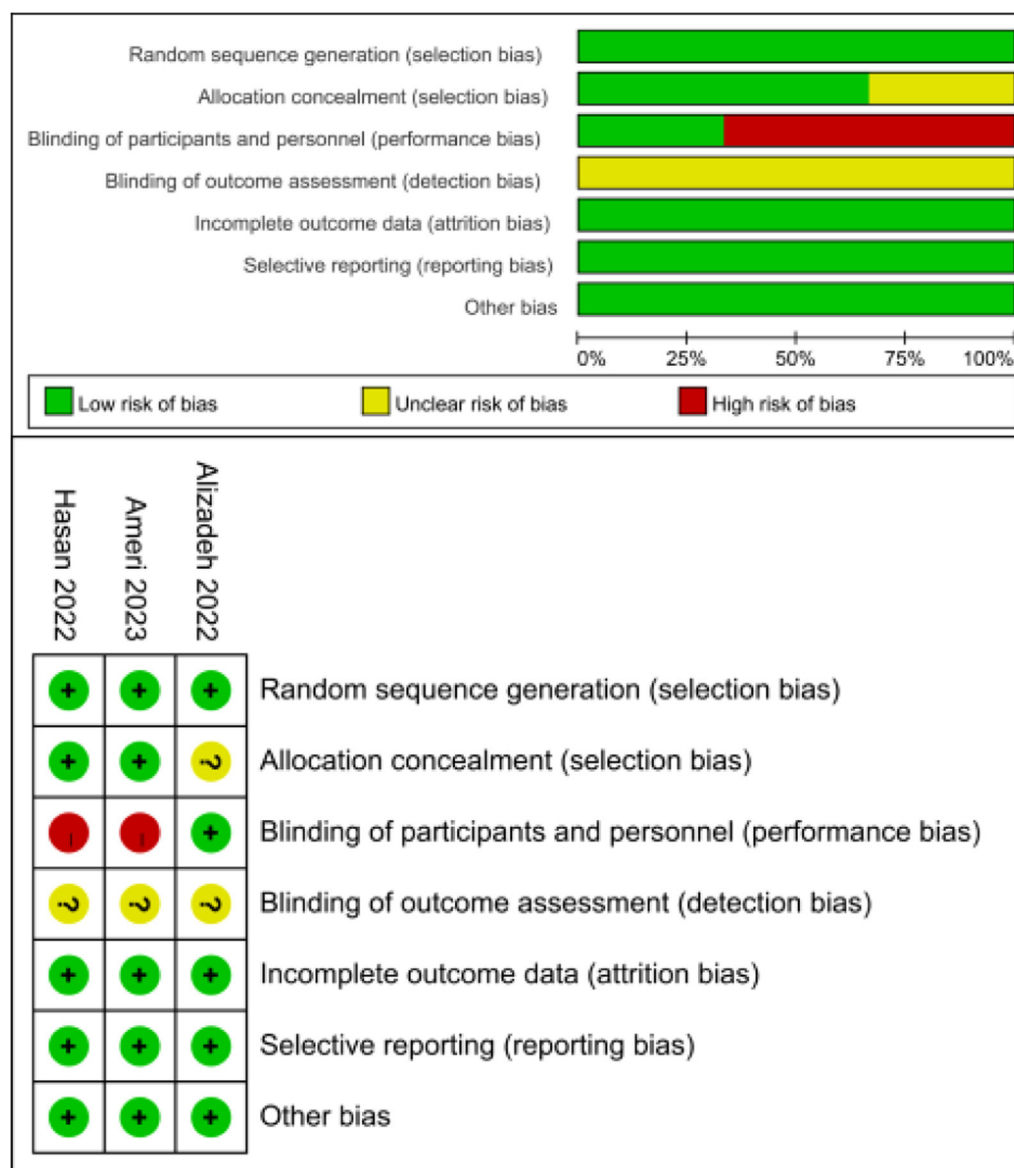 Random sequence generation (selection bias)
Allocation concealment (selection bias)
Blinding of participants and personnel (performance bias)
Blinding of outcome assessment (detection bias)
Incomplete outcome data (attrition bias)
Selective reporting (reporting bias)
Other bias
0% 25% 50% 75% 100%
Low risk of bias Unclear risk of bias High risk of bias
Hasan 2022 Ameri 2023 Alizadeh 2022
+ + + Random sequence generation (selection bias)
+ + ? Allocation concealment (selection bias)
– – + Blinding of participants and personnel (performance bias)
? ? ? Blinding of outcome assessment (detection bias)
+ + + Incomplete outcome data (attrition bias)
+ + + Selective reporting (reporting bias)
+ + + Other bias